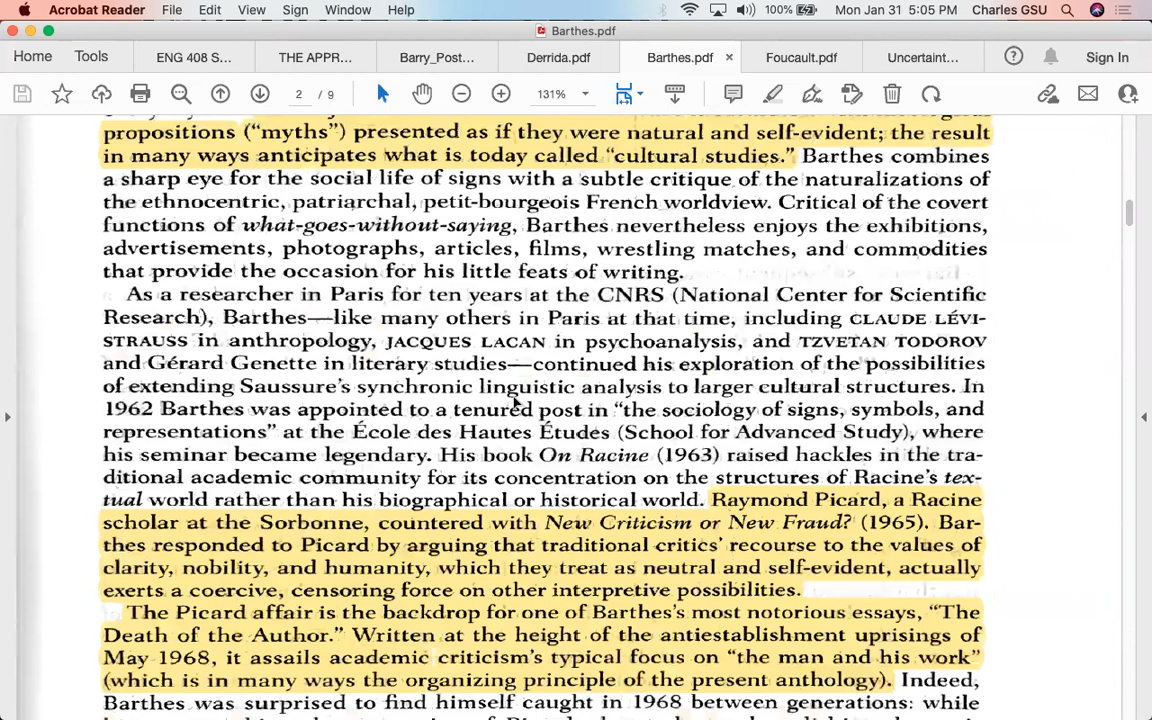 Acrobat Reader File Edit View Sign Window Help 100% Mon Jan 31 5:05 PM Charles GSU
Barthes.pdf
Home Tools ENG 408 S... THE APPR... Barry_Post... Derrida.pdf Barthes.pdf × Foucault.pdf Uncertaint... Sign In
2 / 9 131%
propositions (“myths”) presented as if they were natural and self-evident; the result
in many ways anticipates what is today called “cultural studies.” Barthes combines
a sharp eye for the social life of signs with a subtle critique of the naturalizations of
the ethnocentric, patriarchal, petit-bourgeois French worldview. Critical of the covert
functions of what-goes-without-saying, Barthes nevertheless enjoys the exhibitions,
advertisements, photographs, articles, films, wrestling matches, and commodities
that provide the occasion for his little feats of writing.
As a researcher in Paris for ten years at the CNRS (National Center for Scientific
Research), Barthes—like many others in Paris at that time, including CLAUDE LÉVI-
STRAUSS in anthropology, JACQUES LACAN in psychoanalysis, and TZVETAN TODOROV
and Gérard Genette in literary studies—continued his exploration of the possibilities
of extending Saussure’s synchronic linguistic analysis to larger cultural structures. In
1962 Barthes was appointed to a tenured post in “the sociology of signs, symbols, and
representations” at the École des Hautes Études (School for Advanced Study), where
his seminar became legendary. His book On Racine (1963) raised hackles in the tra-
ditional academic community for its concentration on the structures of Racine’s tex-
tual world rather than his biographical or historical world. Raymond Picard, a Racine
scholar at the Sorbonne, countered with New Criticism or New Fraud? (1965). Bar-
thes responded to Picard by arguing that traditional critics’ recourse to the values of
clarity, nobility, and humanity, which they treat as neutral and self-evident, actually
exerts a coercive, censoring force on other interpretive possibilities.
The Picard affair is the backdrop for one of Barthes’s most notorious essays, “The
Death of the Author.” Written at the height of the antiestablishment uprisings of
May 1968, it assails academic criticism’s typical focus on “the man and his work”
(which is in many ways the organizing principle of the present anthology). Indeed,
Barthes was surprised to find himself caught in 1968 between generations: while